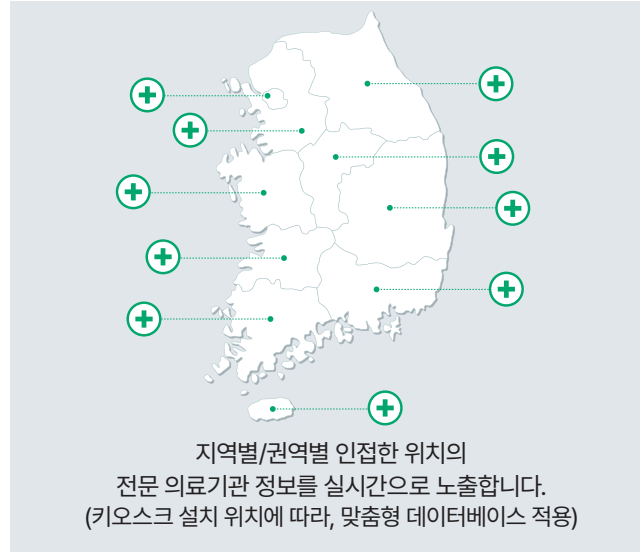 지역별/권역별 인접한 위치의
전문 의료기관 정보를 실시간으로 노출합니다.
(키오스크 설치 위치에 따라, 맞춤형 데이터베이스 적용)